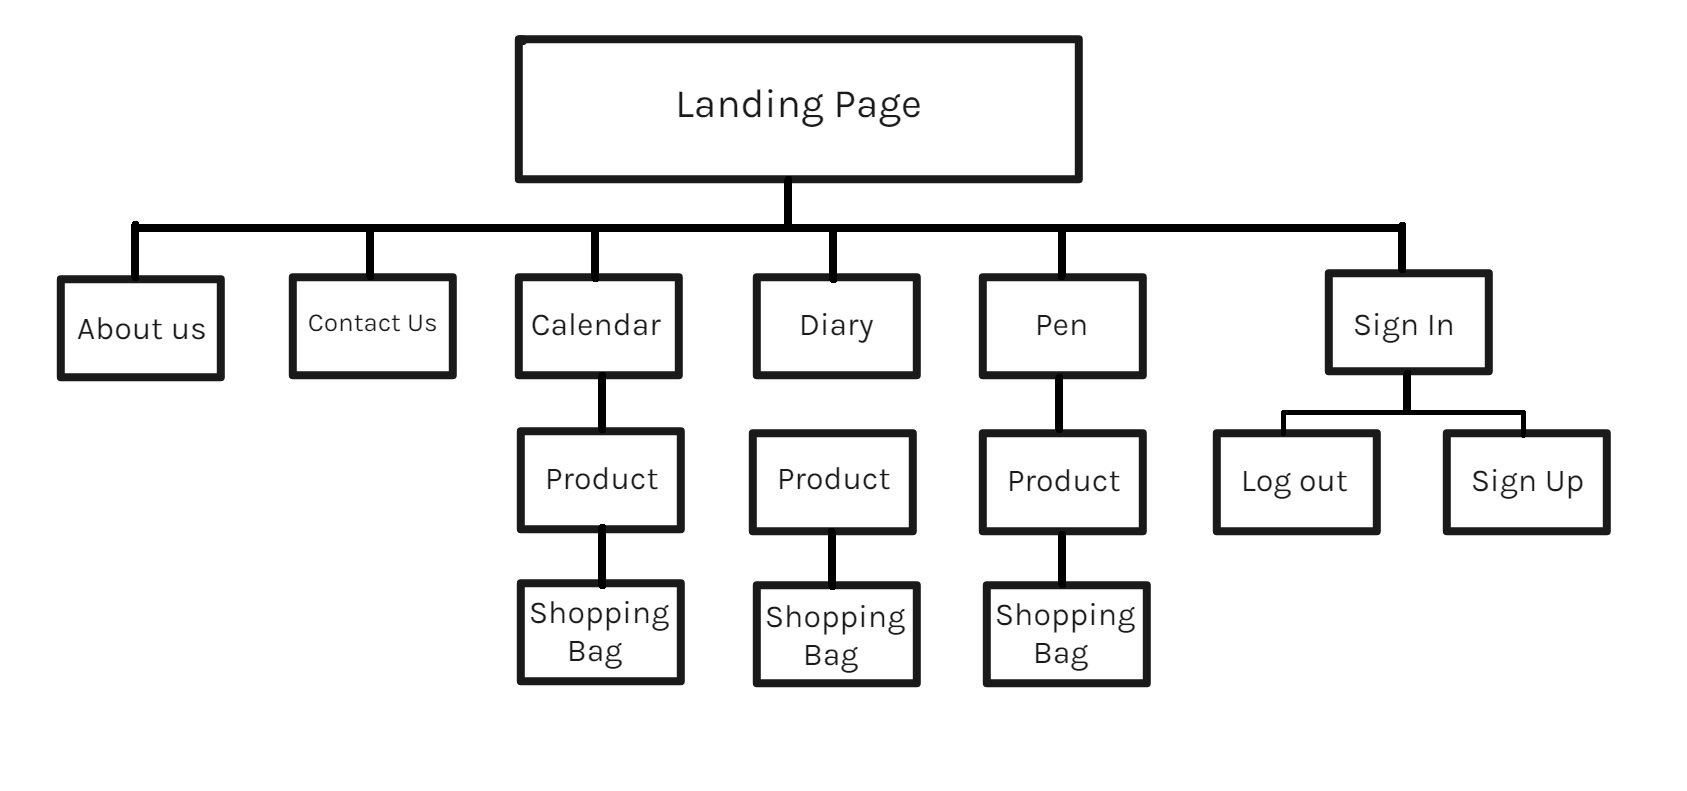 Landing Page
About us
Contact Us
Calendar
Diary
Pen
Sign In
Product
Product
Product
Log out
Sign Up
Shopping
Bag
Shopping
Bag
Shopping
Bag